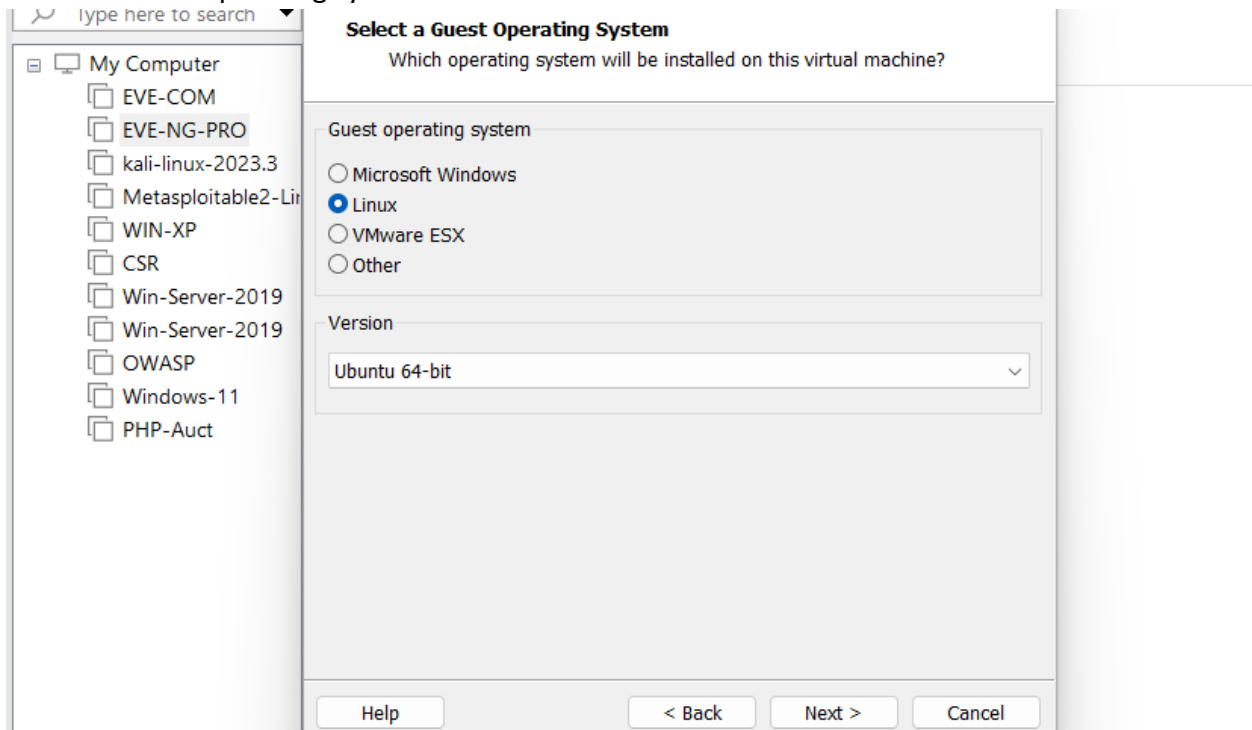 Type here to search
My Computer
EVE-COM
EVE-NG-PRO
kali-linux-2023.3
Metasploitable2-Lin
WIN-XP
CSR
Win-Server-2019
Win-Server-2019
OWASP
Windows-11
PHP-Auct
Select a Guest Operating System
Which operating system will be installed on this virtual machine?
Guest operating system
Microsoft Windows
Linux
VMware ESX
Other
Version
Ubuntu 64-bit
Help
< Back
Next >
Cancel